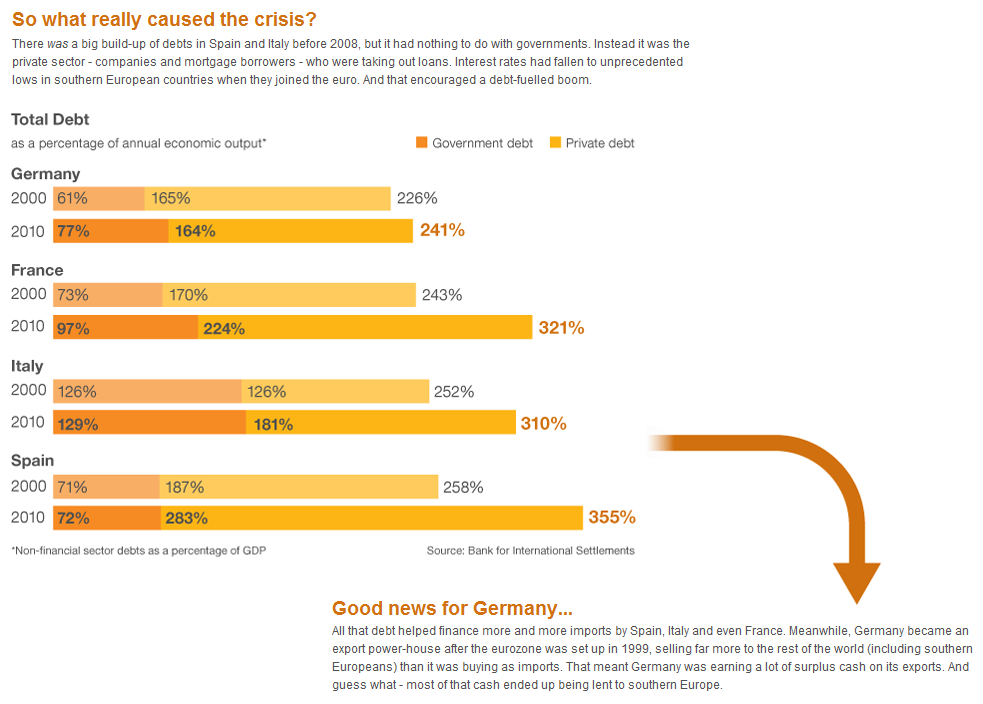 So what really caused the crisis?
There was a big build-up of debts in Spain and Italy before 2008, but it had nothing to do with governments. Instead it was the
private sector - companies and mortgage borrowers - who were taking out loans. Interest rates had fallen to unprecedented
lows in southern European countries when they joined the euro. And that encouraged a debt-fuelled boom.
Total Debt
as a percentage of annual economic output*
Government debt
Private debt
Germany
2000 61% 165% 226%
2010 77% 164% 241%
France
2000 73% 170% 243%
2010 97% 224% 321%
Italy
2000 126% 126% 252%
2010 129% 181% 310%
Spain
2000 71% 187% 258%
2010 72% 283% 355%
*Non-financial sector debts as a percentage of GDP
Source: Bank for International Settlements
Good news for Germany...
All that debt helped finance more and more imports by Spain, Italy and even France. Meanwhile, Germany became an
export power-house after the eurozone was set up in 1999, selling far more to the rest of the world (including southern
Europeans) than it was buying as imports. That meant Germany was earning a lot of surplus cash on its exports. And
guess what - most of that cash ended up being lent to southern Europe.